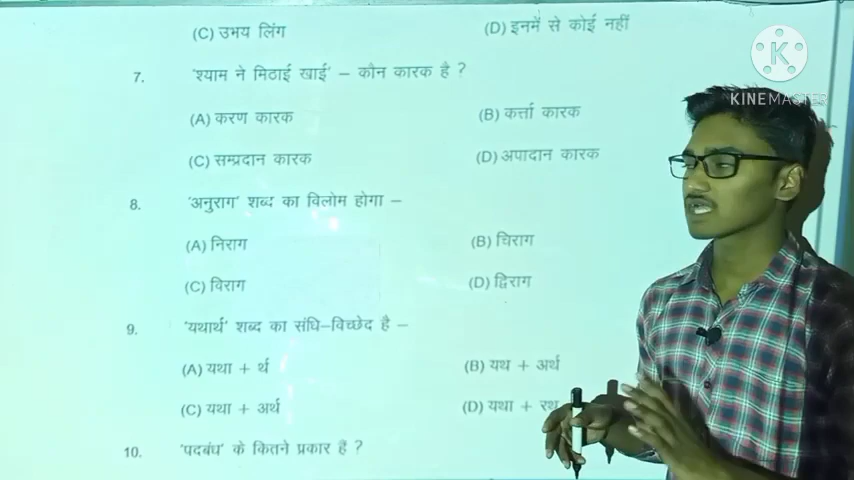 (C) उभय लिंग (D) इनमें से कोई नहीं
7. 'श्याम ने मिठाई खाई' – कौन कारक है ?
(A) करण कारक (B) कर्त्ता कारक
(C) सम्प्रदान कारक (D) अपादान कारक
8. 'अनुराग' शब्द का विलोम होगा –
(A) निराग (B) चिराग
(C) विराग (D) द्विराग
9. 'यथार्थ' शब्द का संधि–विच्छेद है –
(A) यथा + र्थ (B) यथ + अर्थ
(C) यथा + अर्थ (D) यथा + रथ
10. 'पदबंध' के कितने प्रकार हैं ?
KINEMASTER